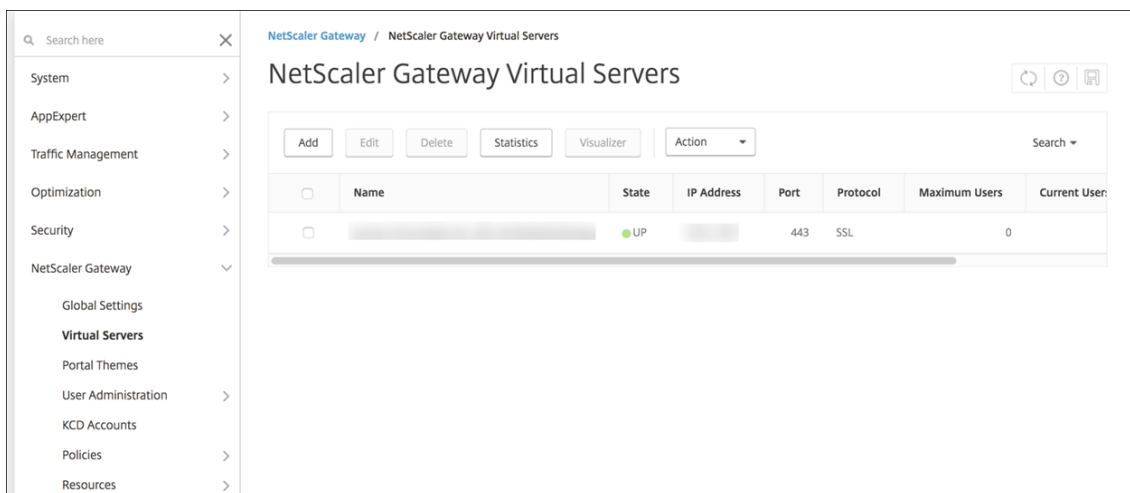 Search here
System
AppExpert
Traffic Management
Optimization
Security
NetScaler Gateway
Global Settings
Virtual Servers
Portal Themes
User Administration
KCD Accounts
Policies
Resources
NetScaler Gateway / NetScaler Gateway Virtual Servers
NetScaler Gateway Virtual Servers
Add Edit Delete Statistics Visualizer Action Search
Name State IP Address Port Protocol Maximum Users Current User
UP 443 SSL 0